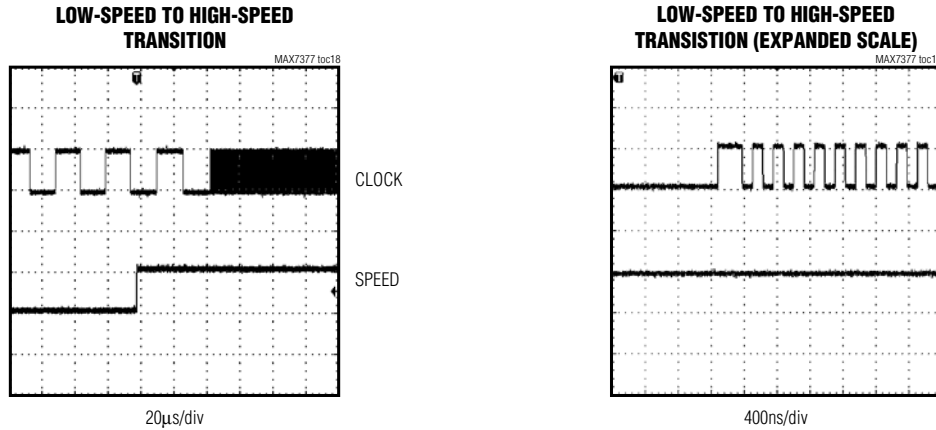 LOW-SPEED TO HIGH-SPEED
TRANSITION
MAX7377 toc18
CLOCK
SPEED
20µs/div
LOW-SPEED TO HIGH-SPEED
TRANSISTION (EXPANDED SCALE)
MAX7377 toc1
400ns/div